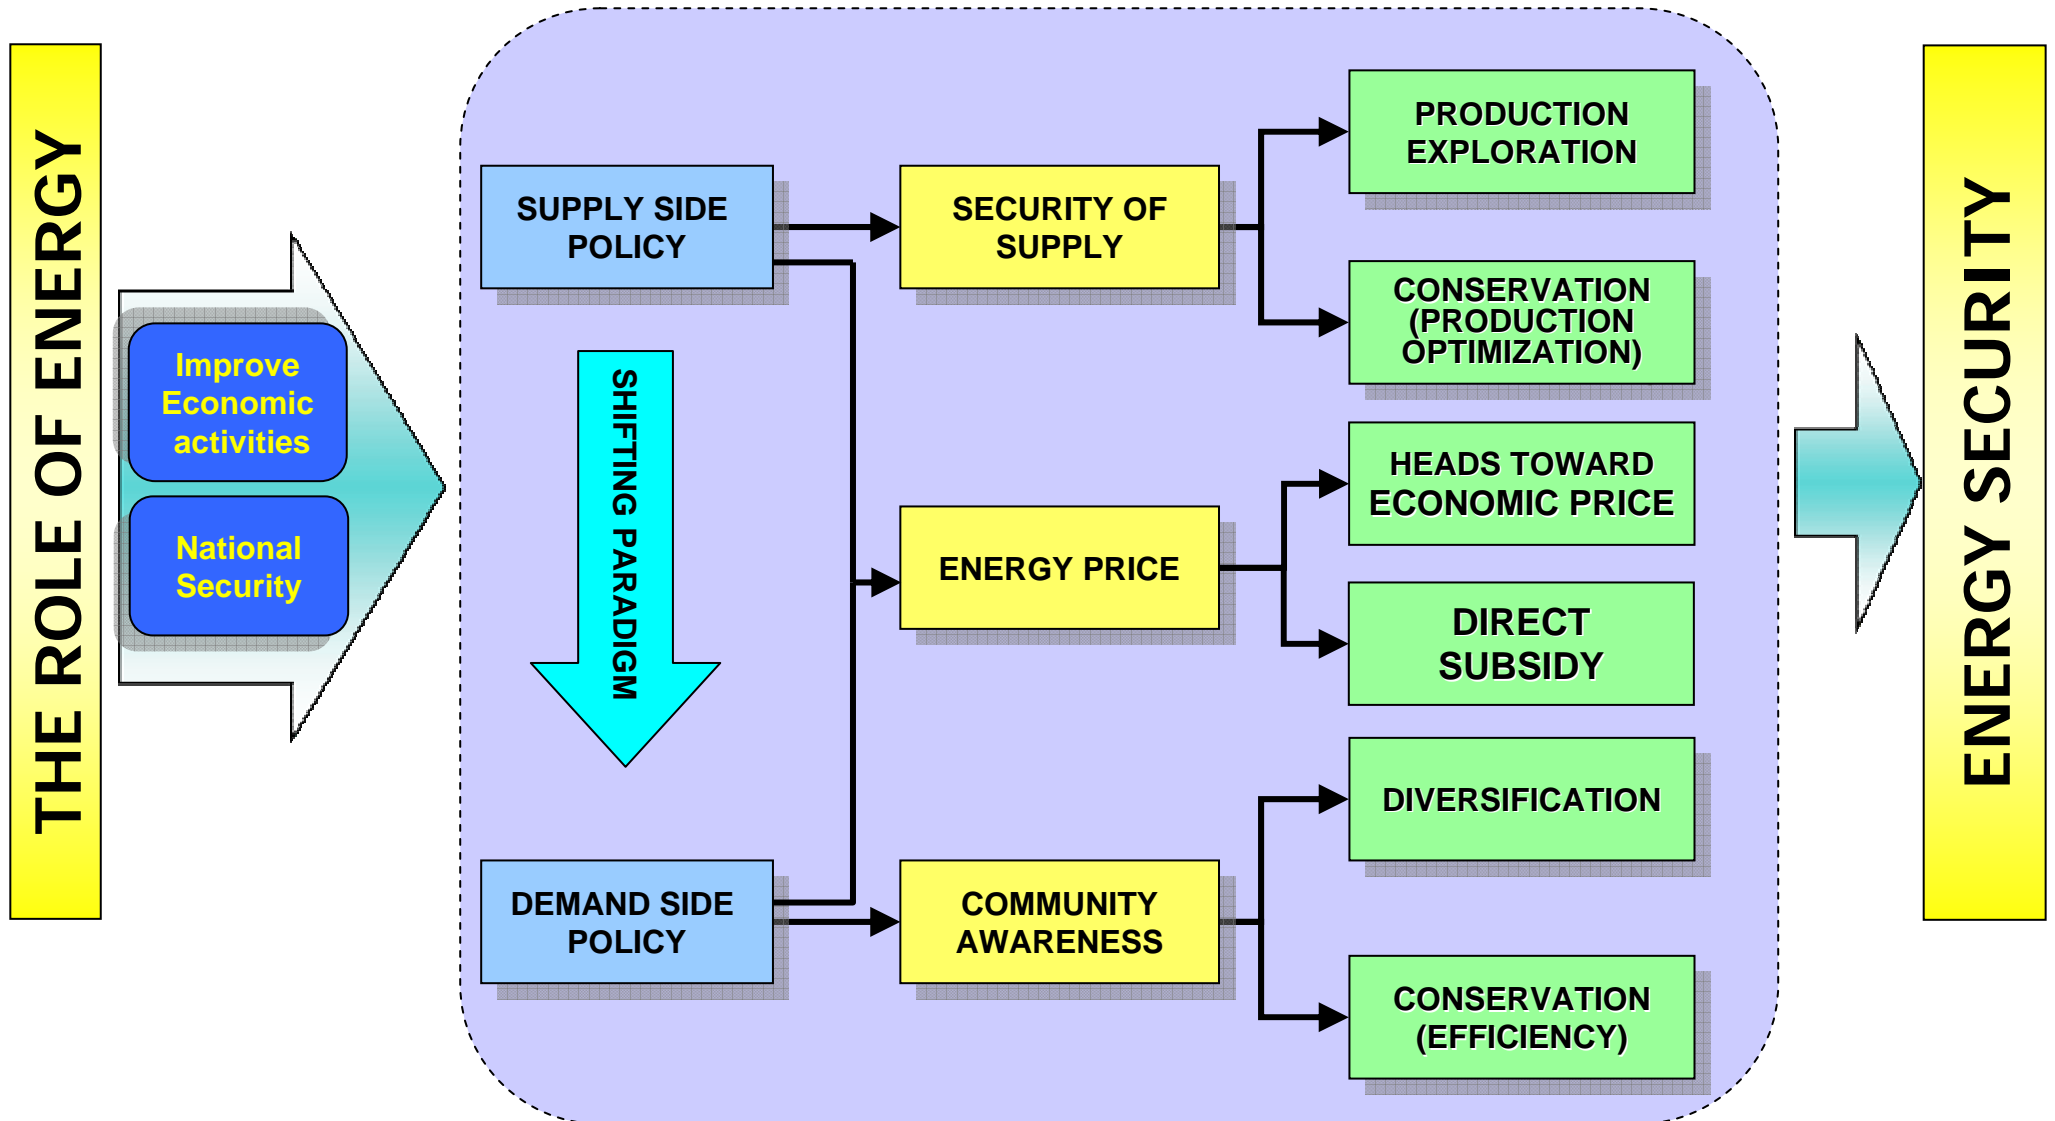 THE ROLE OF ENERGY
Improve
Economic
activities
National
Security
SUPPLY SIDE
POLICY
SHIFTING PARADIGM
DEMAND SIDE
POLICY
SECURITY OF
SUPPLY
ENERGY PRICE
COMMUNITY
AWARENESS
PRODUCTION
EXPLORATION
CONSERVATION
(PRODUCTION
OPTIMIZATION)
HEADS TOWARD
ECONOMIC PRICE
DIRECT
SUBSIDY
DIVERSIFICATION
CONSERVATION
(EFFICIENCY)
ENERGY SECURITY